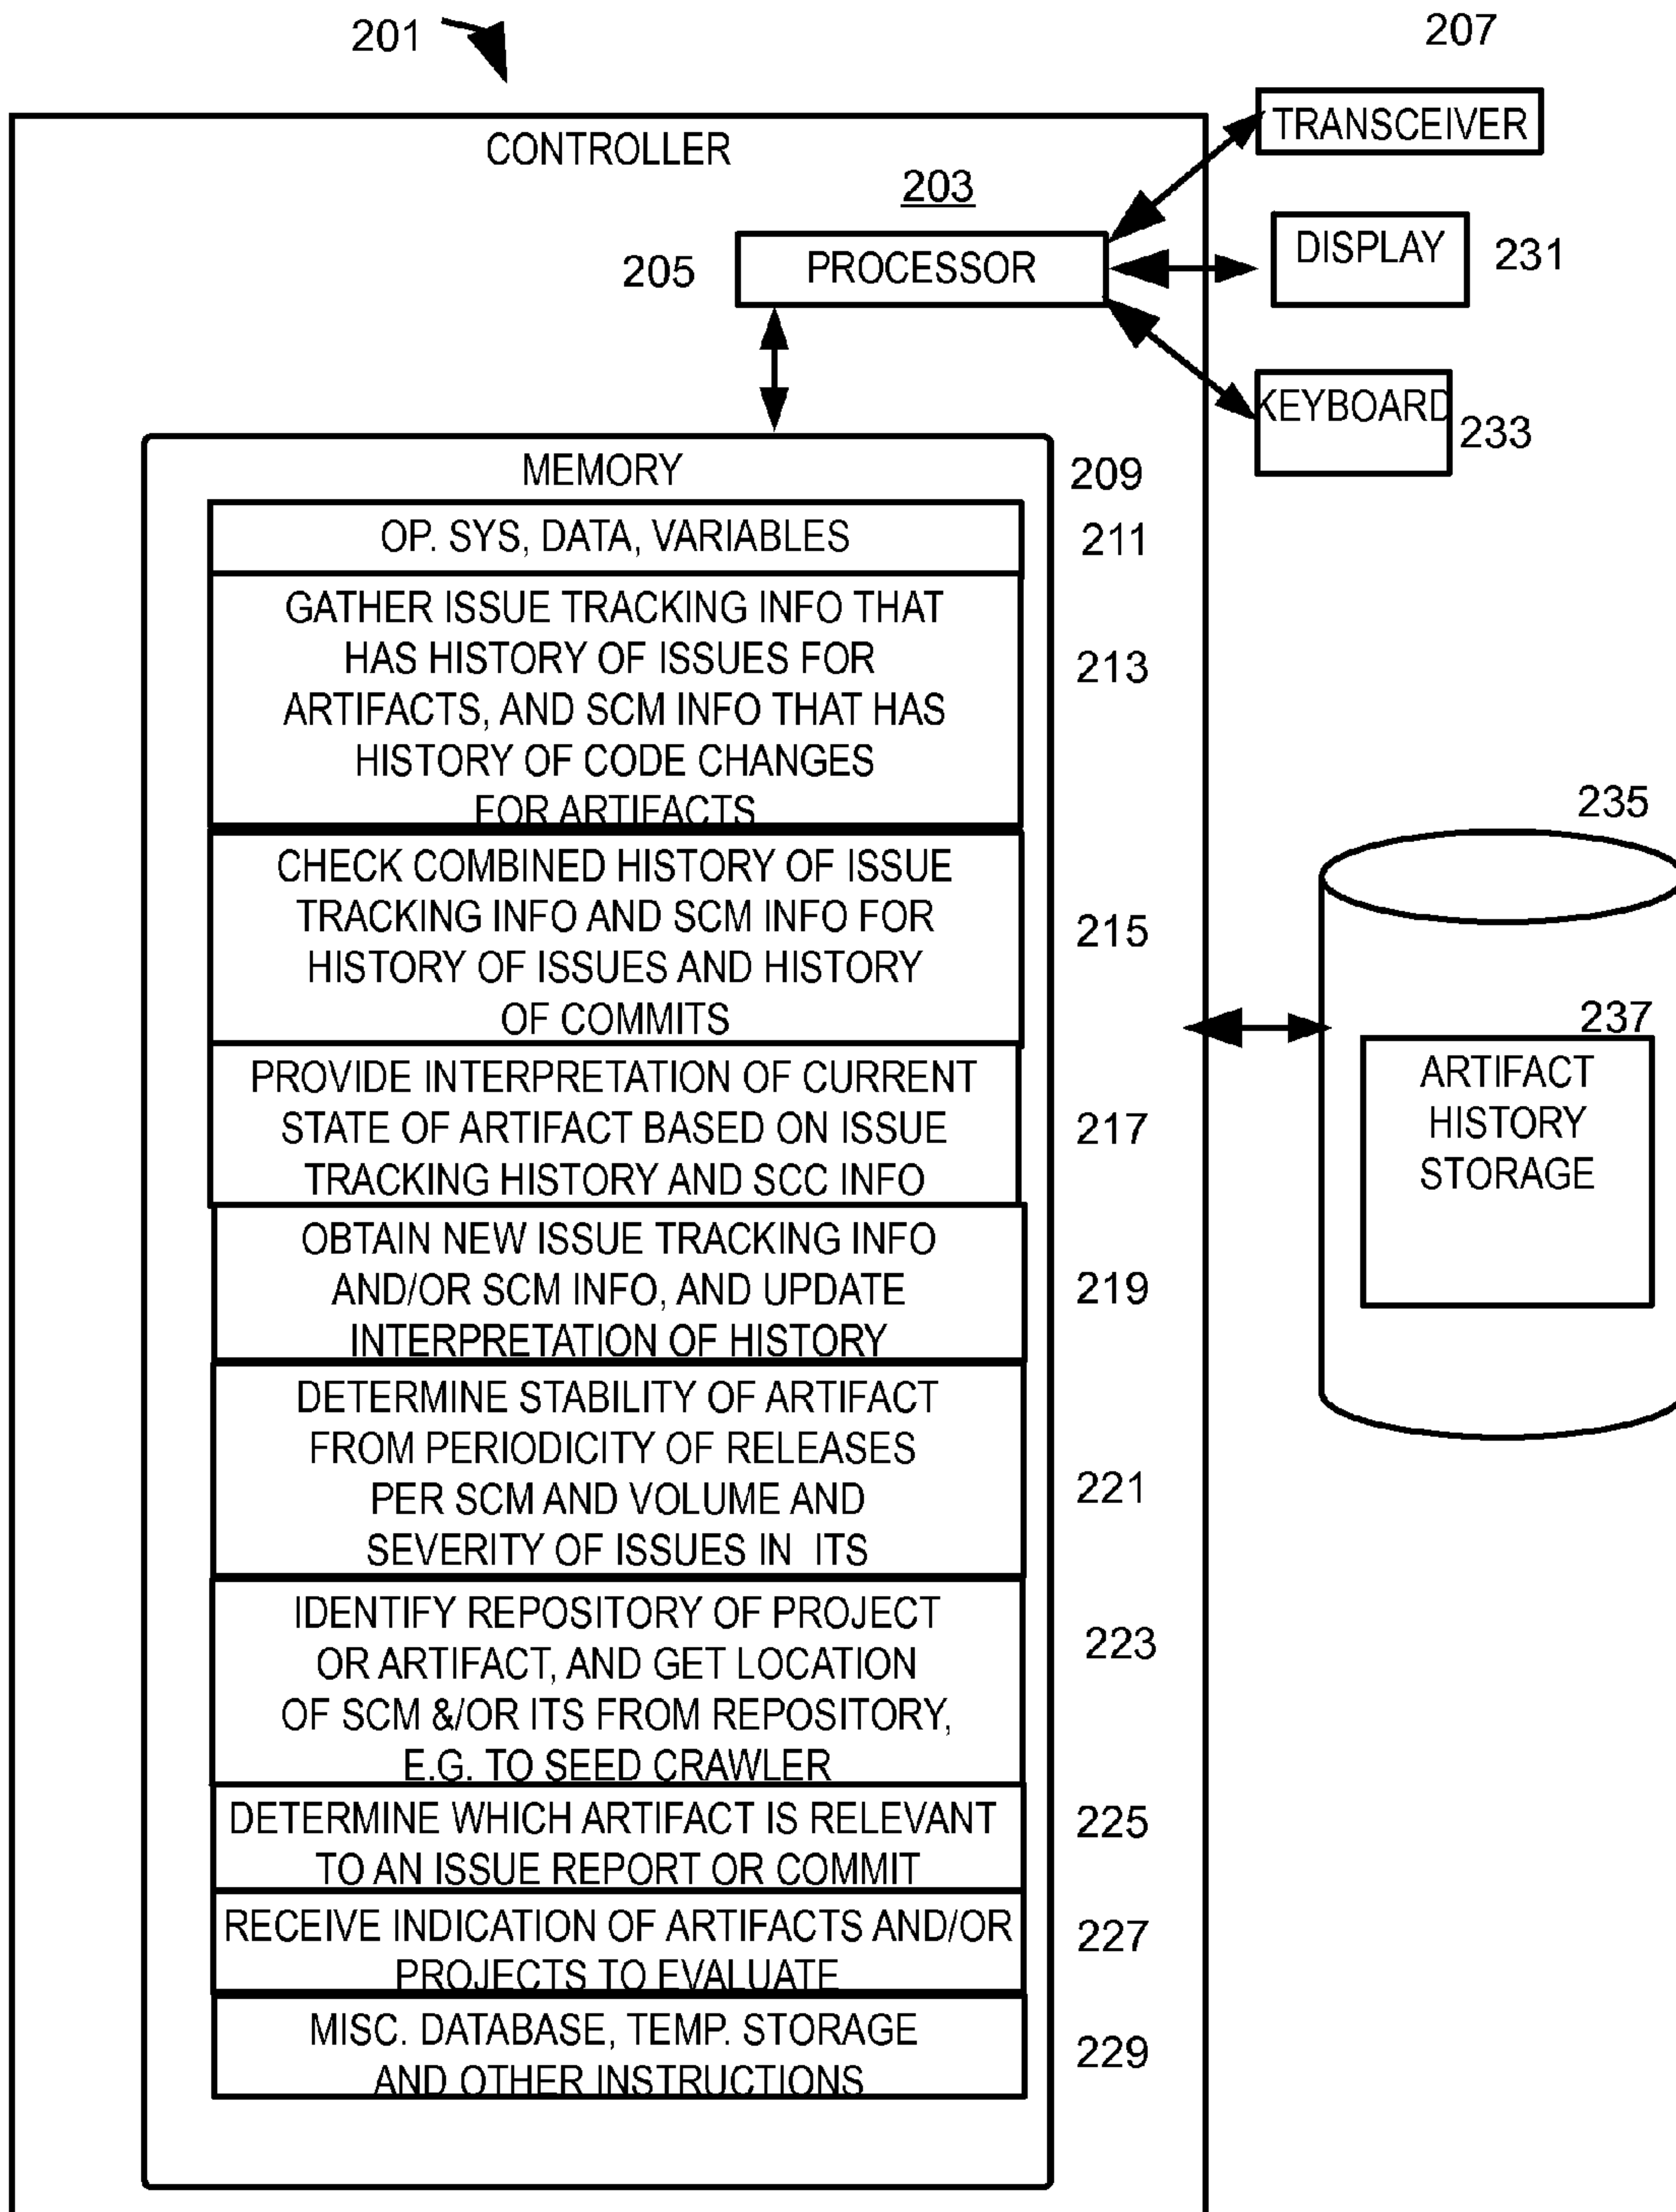 201
207
CONTROLLER
TRANSCEIVER
203
205
PROCESSOR
DISPLAY
231
KEYBOARD
233
MEMORY
209
OP. SYS, DATA, VARIABLES
211
GATHER ISSUE TRACKING INFO THAT
HAS HISTORY OF ISSUES FOR
ARTIFACTS, AND SCM INFO THAT HAS
HISTORY OF CODE CHANGES
FOR ARTIFACTS
213
CHECK COMBINED HISTORY OF ISSUE
TRACKING INFO AND SCM INFO FOR
HISTORY OF ISSUES AND HISTORY
OF COMMITS
215
PROVIDE INTERPRETATION OF CURRENT
STATE OF ARTIFACT BASED ON ISSUE
TRACKING HISTORY AND SCC INFO
217
OBTAIN NEW ISSUE TRACKING INFO
AND/OR SCM INFO, AND UPDATE
INTERPRETATION OF HISTORY
219
DETERMINE STABILITY OF ARTIFACT
FROM PERIODICITY OF RELEASES
PER SCM AND VOLUME AND
SEVERITY OF ISSUES IN ITS
221
IDENTIFY REPOSITORY OF PROJECT
OR ARTIFACT, AND GET LOCATION
OF SCM &/OR ITS FROM REPOSITORY,
E.G. TO SEED CRAWLER
223
DETERMINE WHICH ARTIFACT IS RELEVANT
TO AN ISSUE REPORT OR COMMIT
225
RECEIVE INDICATION OF ARTIFACTS AND/OR
PROJECTS TO EVALUATE
227
MISC. DATABASE, TEMP. STORAGE
AND OTHER INSTRUCTIONS
229
235
237
ARTIFACT
HISTORY
STORAGE